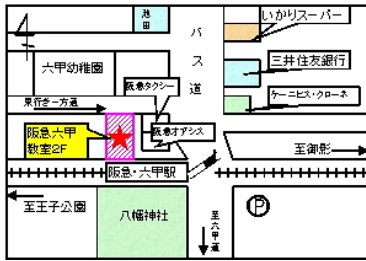 池田
バス道
いかりスーパー
六甲幼稚園
阪急タクシー
三井住友銀行
ケーニヒス・クローネ
東行き一方通
阪急六甲
教室2F
阪急オアシス
至御影
阪急・六甲駅
至王子公園
八幡神社
至六甲道
P